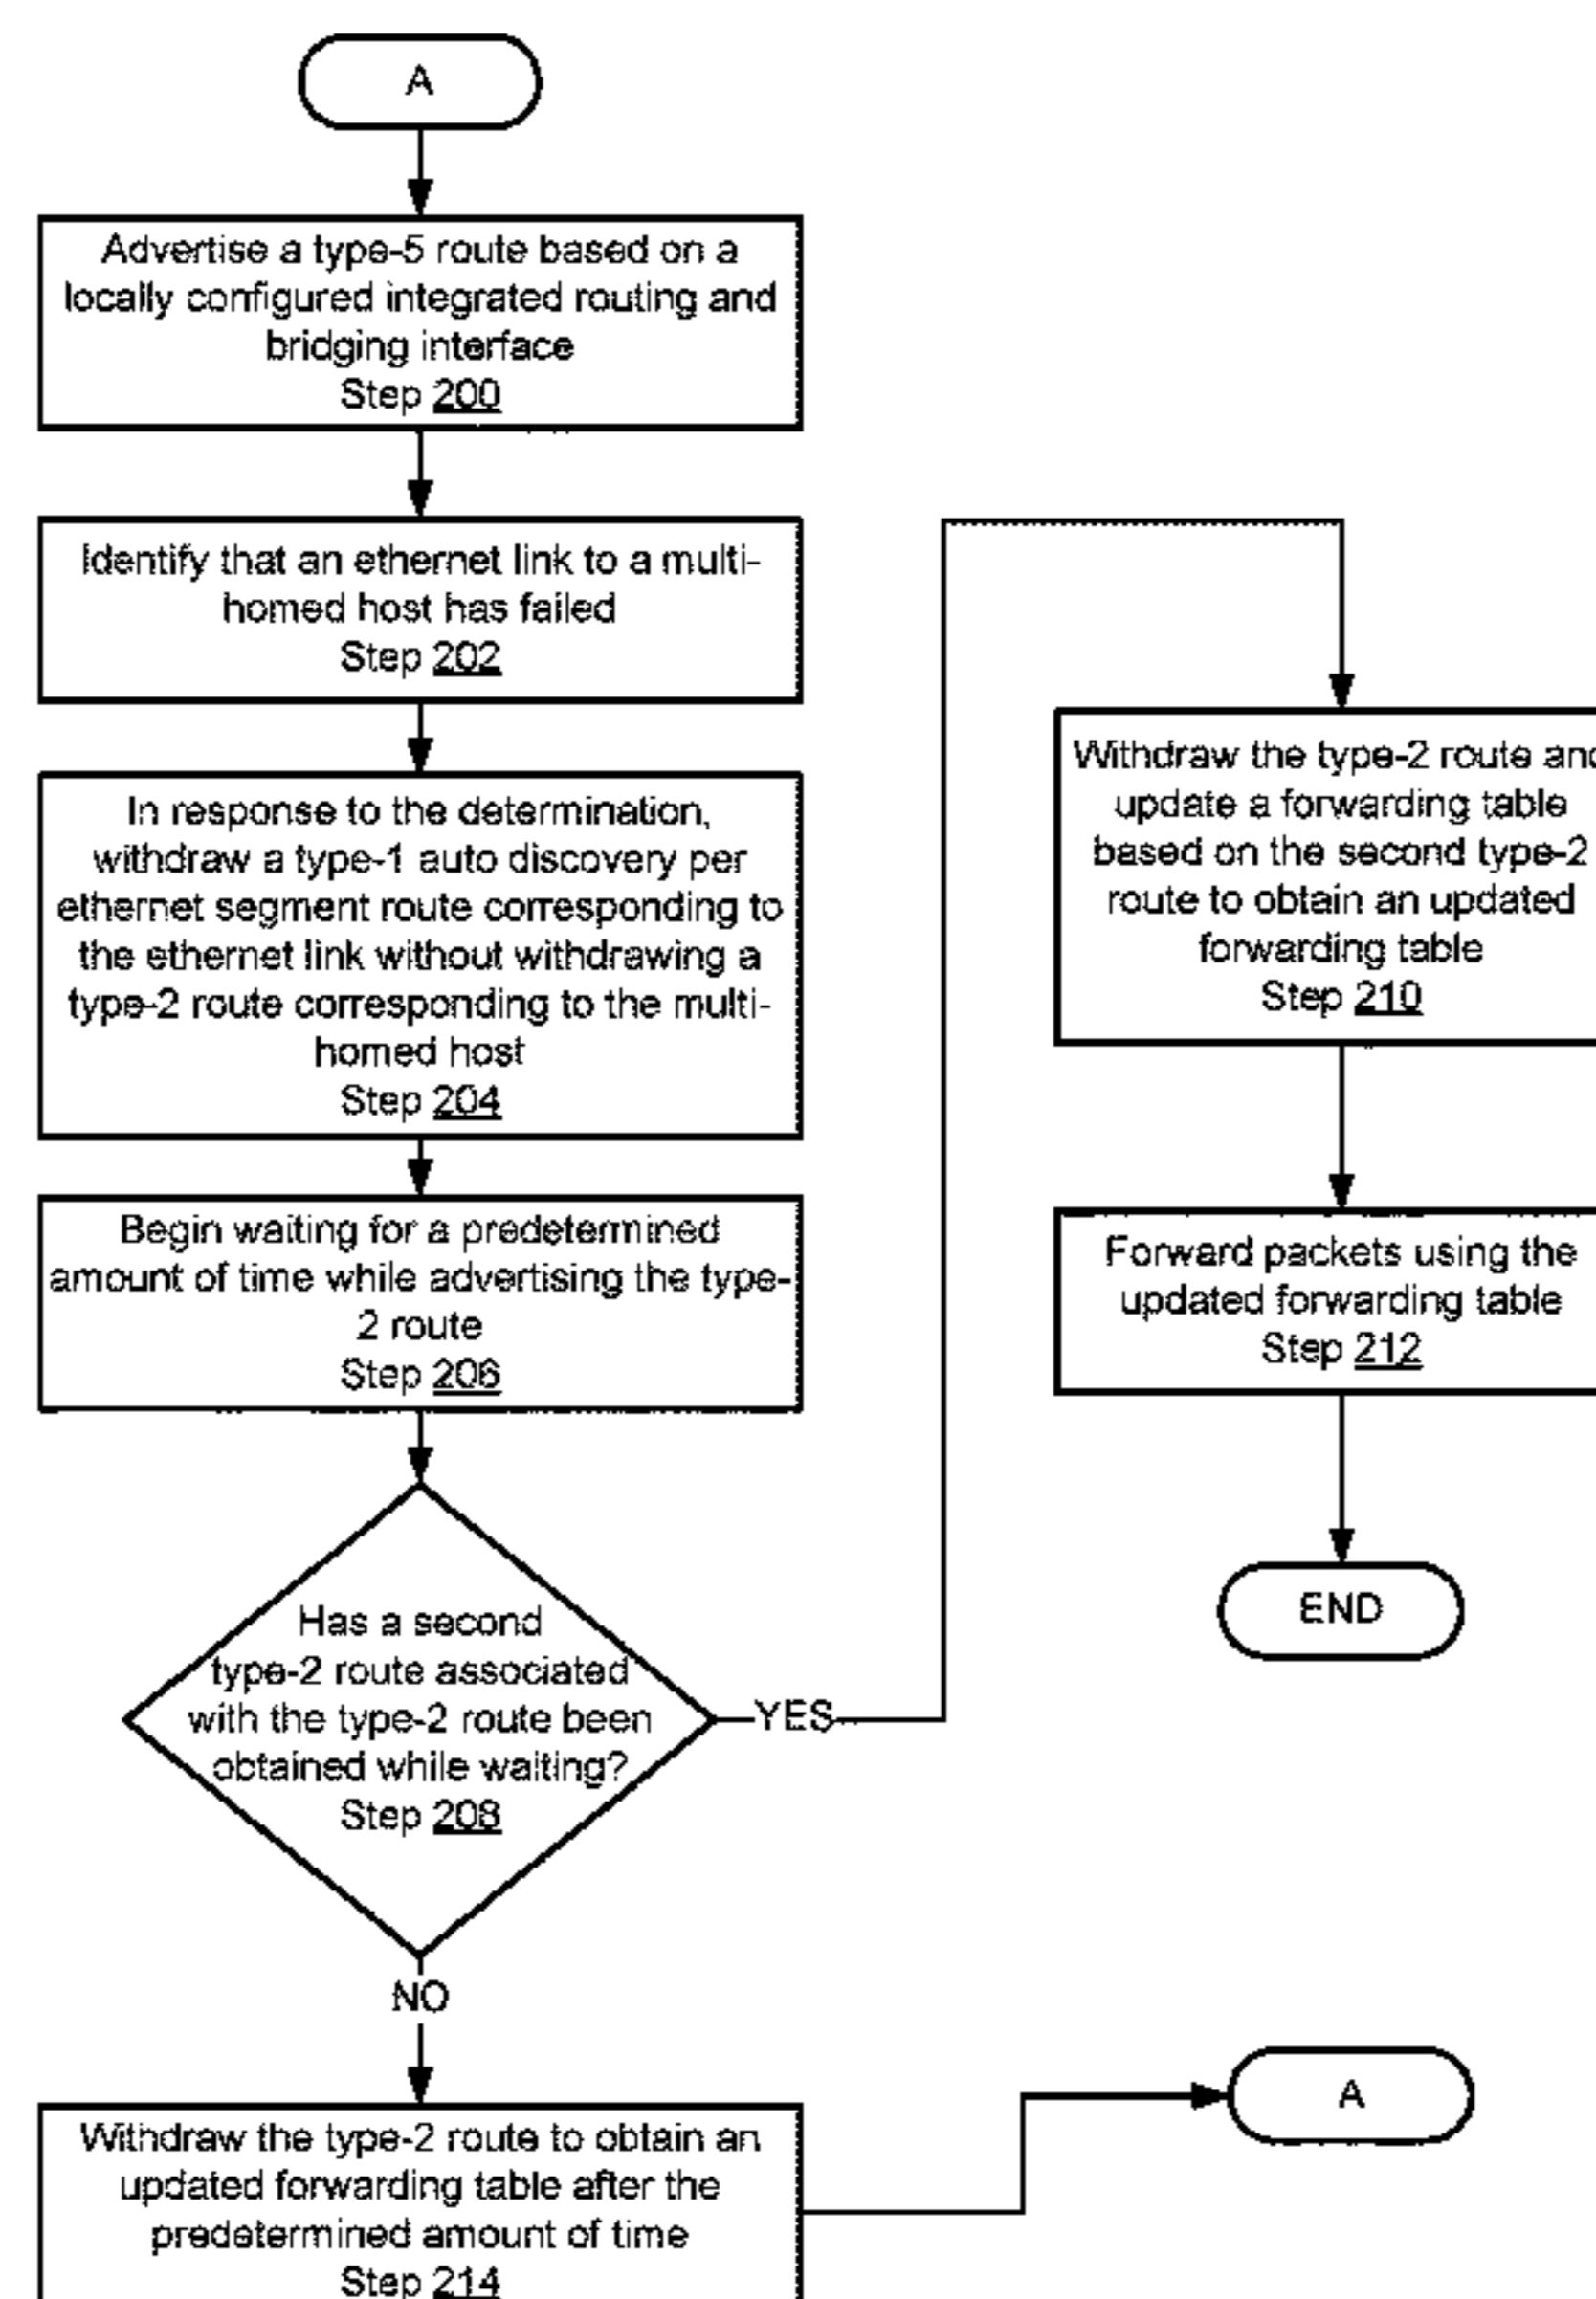 A
Advertise a type-5 route based on a
locally configured integrated routing and
bridging interface
Step 200
Identify that an ethernet link to a multi-
homed host has failed
Step 202
In response to the determination,
withdraw a type-1 auto discovery per
ethernet segment route corresponding to
the ethernet link without withdrawing a
type-2 route corresponding to the multi-
homed host
Step 204
Begin waiting for a predetermined
amount of time while advertising the type-
2 route
Step 206
Has a second
type-2 route associated
with the type-2 route been
obtained while waiting?
Step 208
YES
NO
Withdraw the type-2 route to obtain an
updated forwarding table after the
predetermined amount of time
Step 214
Withdraw the type-2 route and
update a forwarding table
based on the second type-2
route to obtain an updated
forwarding table
Step 210
Forward packets using the
updated forwarding table
Step 212
END
A